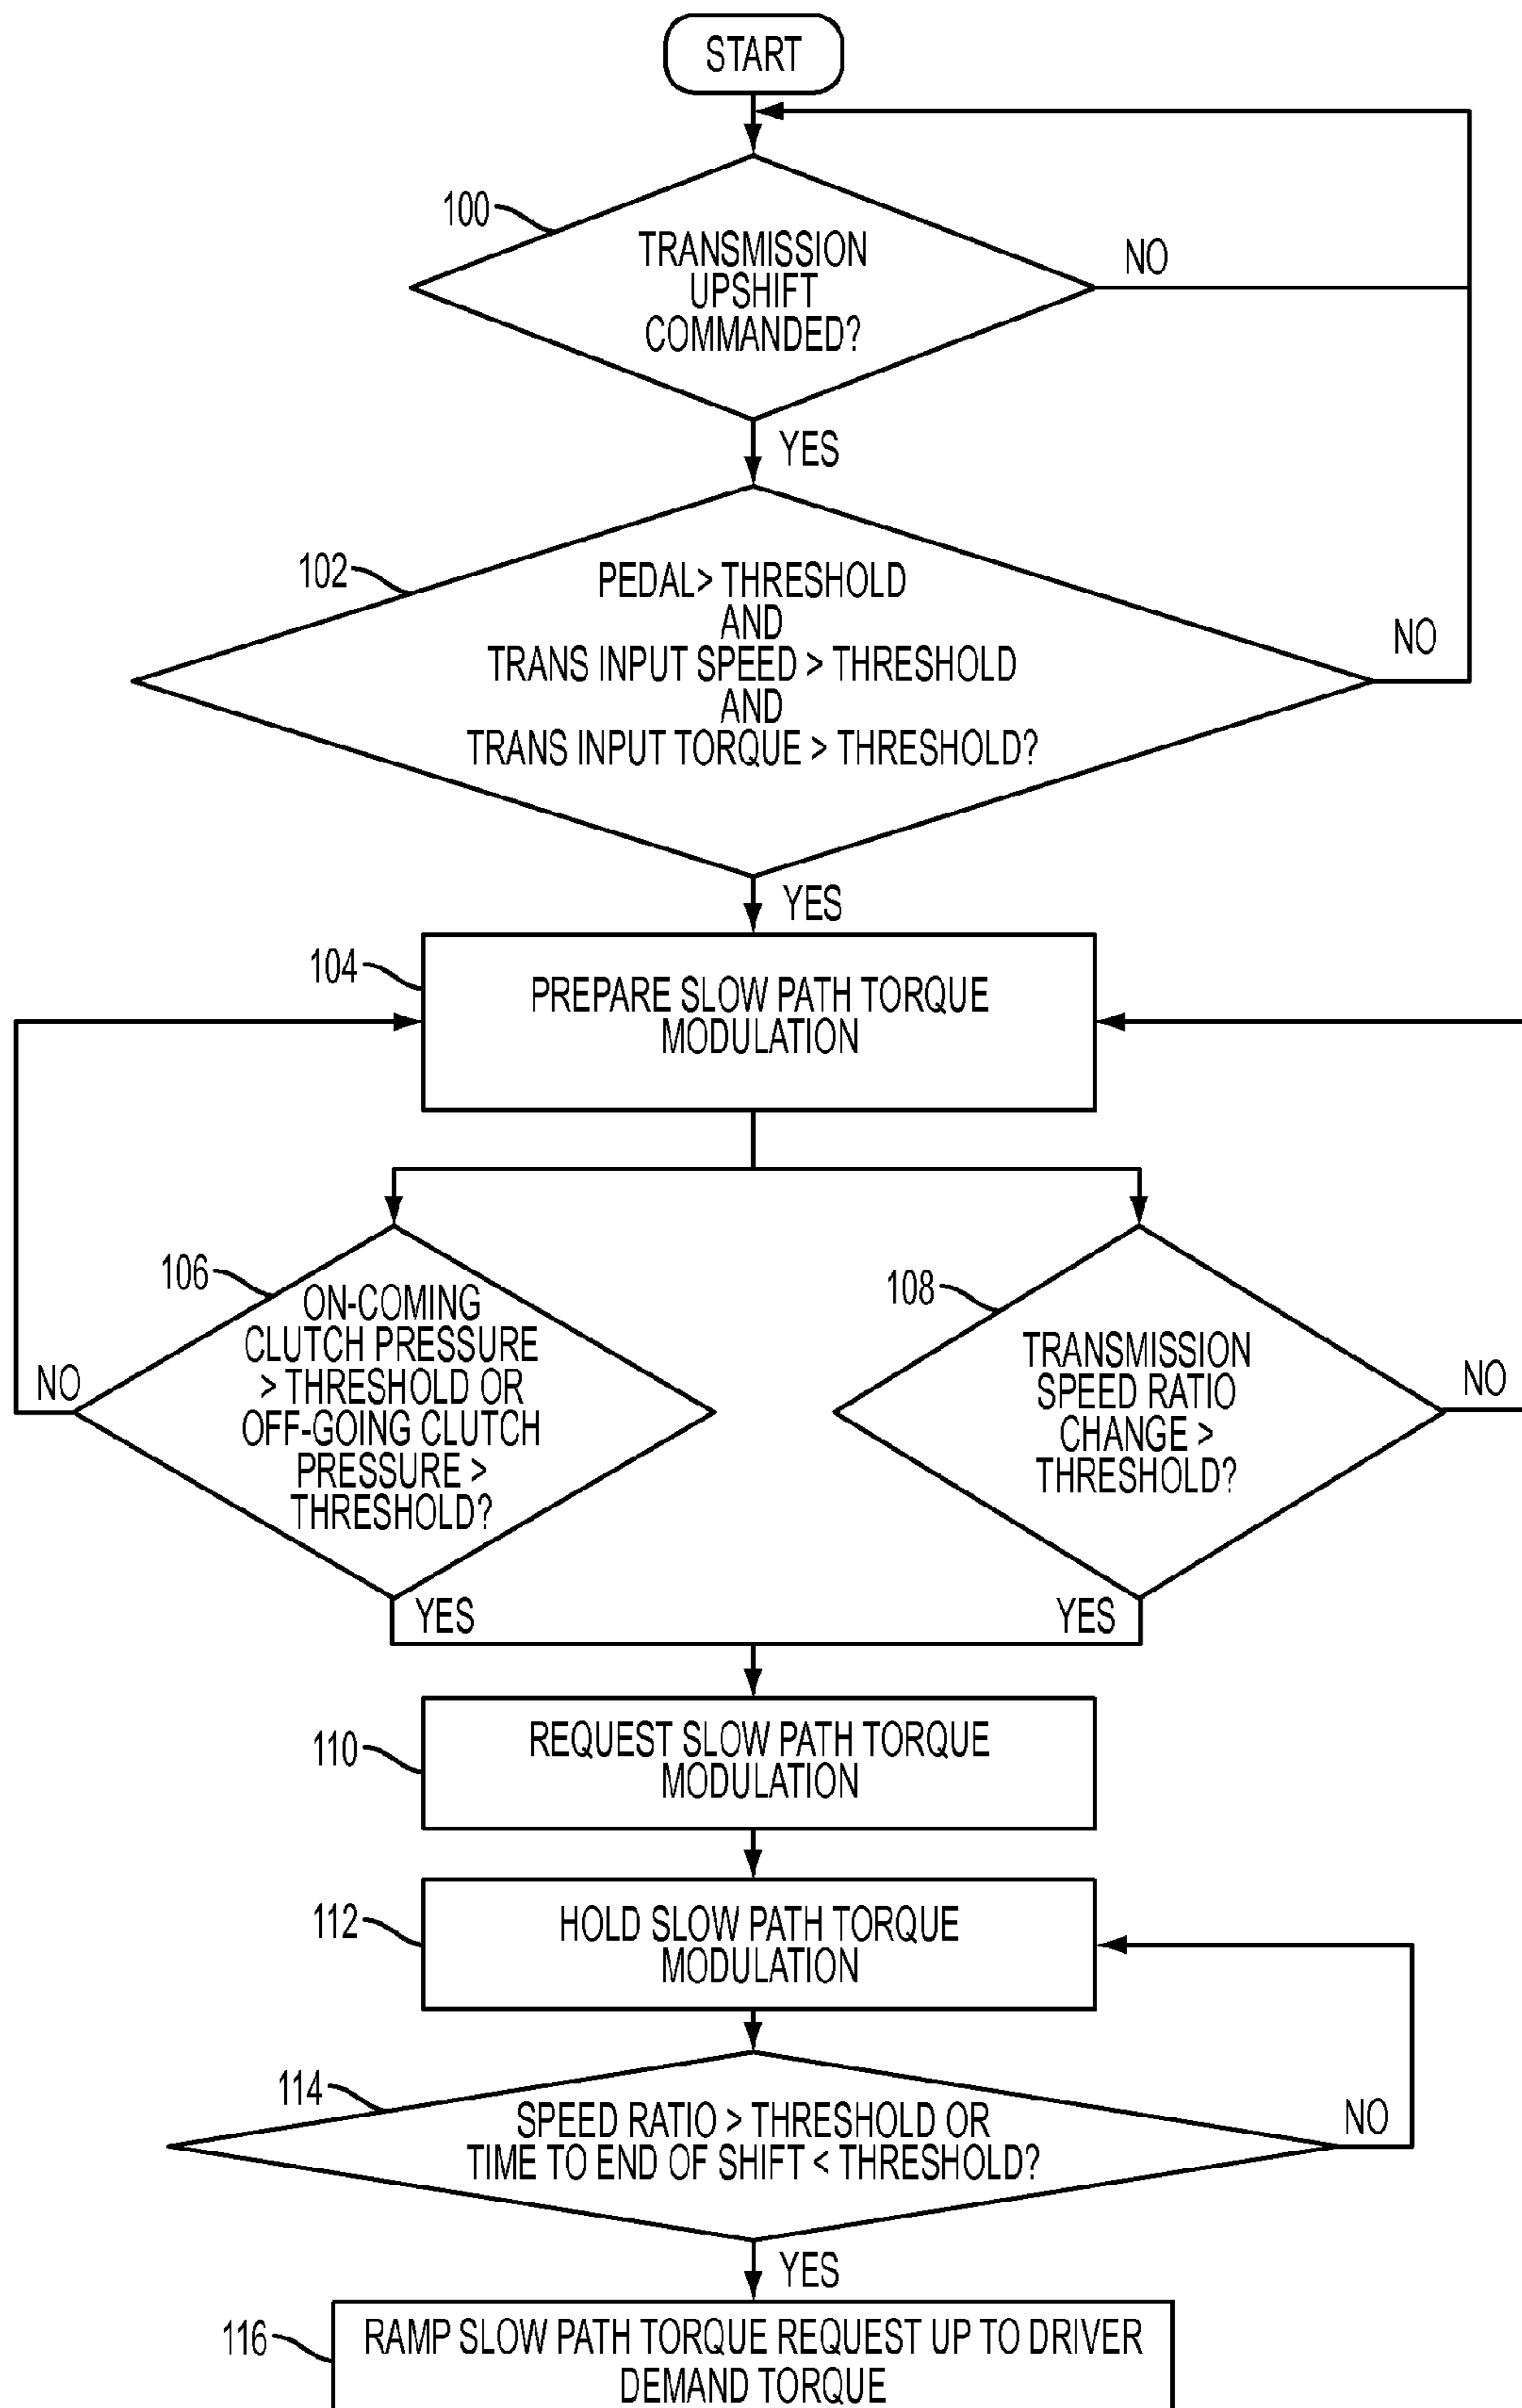 START
100
TRANSMISSION
UPSHIFT
COMMANDED?
NO
YES
102
PEDAL> THRESHOLD
AND
TRANS INPUT SPEED > THRESHOLD
AND
TRANS INPUT TORQUE > THRESHOLD?
NO
YES
104
PREPARE SLOW PATH TORQUE
MODULATION
106
ON-COMING
CLUTCH PRESSURE
> THRESHOLD OR
OFF-GOING CLUTCH
PRESSURE >
THRESHOLD?
NO
YES
108
TRANSMISSION
SPEED RATIO
CHANGE >
THRESHOLD?
NO
YES
110
REQUEST SLOW PATH TORQUE
MODULATION
112
HOLD SLOW PATH TORQUE
MODULATION
114
SPEED RATIO > THRESHOLD OR
TIME TO END OF SHIFT < THRESHOLD?
NO
YES
116
RAMP SLOW PATH TORQUE REQUEST UP TO DRIVER
DEMAND TORQUE